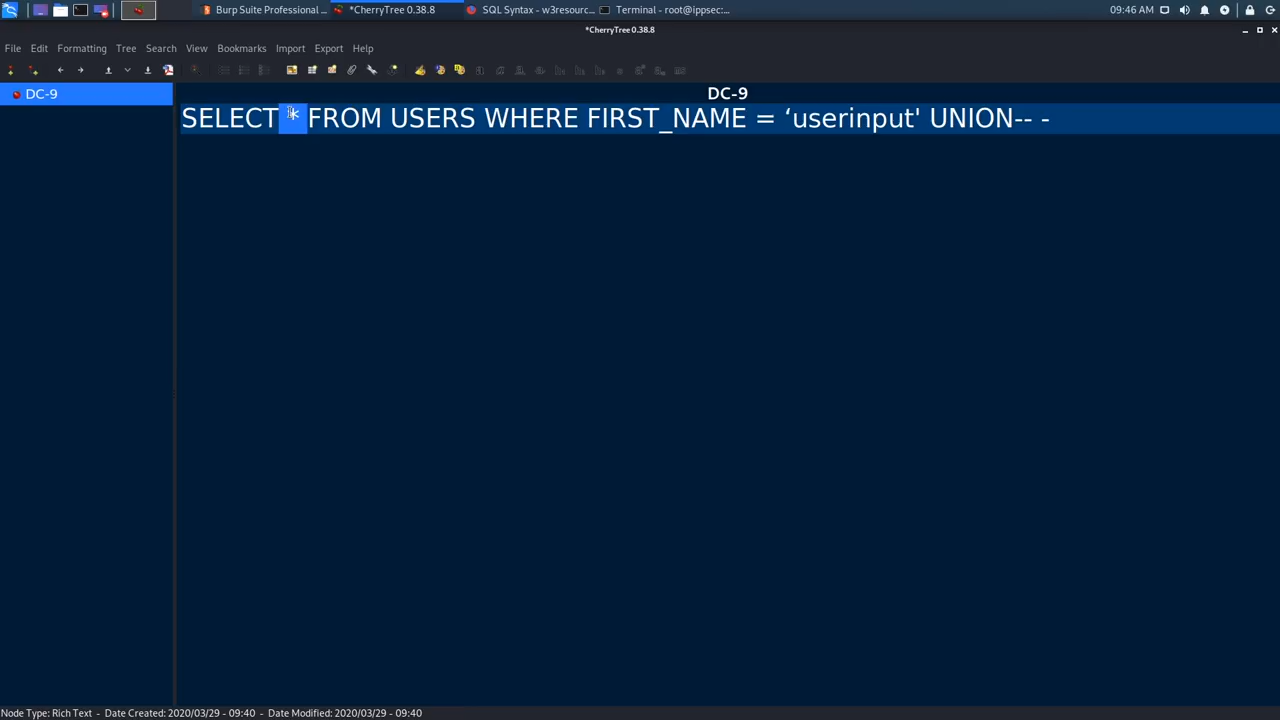 Burp Suite Professional ...
*CherryTree 0.38.8
SQL Syntax - w3resourc...
Terminal - root@ippsec:...
09:46 AM
*CherryTree 0.38.8
File Edit Formatting Tree Search View Bookmarks Import Export Help
DC-9
DC-9
SELECT * FROM USERS WHERE FIRST_NAME = ‘userinput' UNION-- -
Node Type: Rich Text - Date Created: 2020/03/29 - 09:40 - Date Modified: 2020/03/29 - 09:40